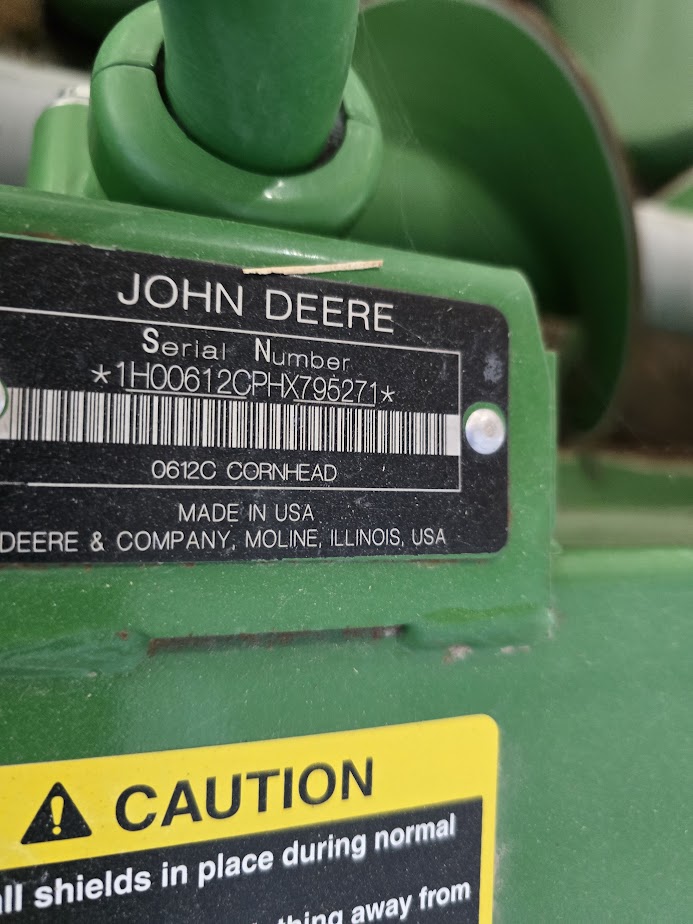 JOHN DEERE
Serial Number
*1H00612CPHX795271*
0612C CORNHEAD
MADE IN USA
DEERE & COMPANY, MOLINE, ILLINOIS, USA
CAUTION
shields in place during normal
away from